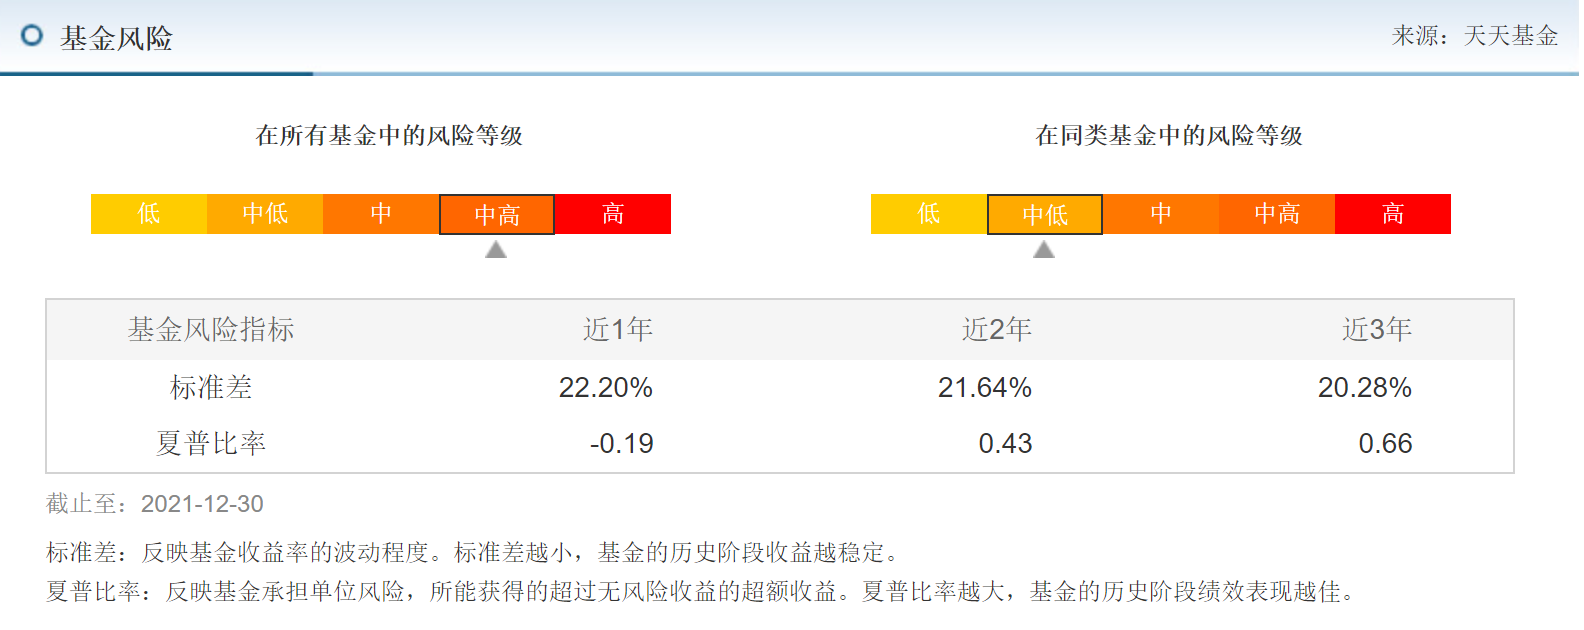 基金风险
来源：天天基金
在所有基金中的风险等级
在同类基金中的风险等级
低 中低 中 中高 高
低 中低 中 中高 高
基金风险指标 近1年 近2年 近3年
标准差 22.20% 21.64% 20.28%
夏普比率 -0.19 0.43 0.66
截止至：2021-12-30
标准差：反映基金收益率的波动程度。标准差越小，基金的历史阶段收益越稳定。
夏普比率：反映基金承担单位风险，所能获得的超过无风险收益的超额收益。夏普比率越大，基金的历史阶段绩效表现越佳。